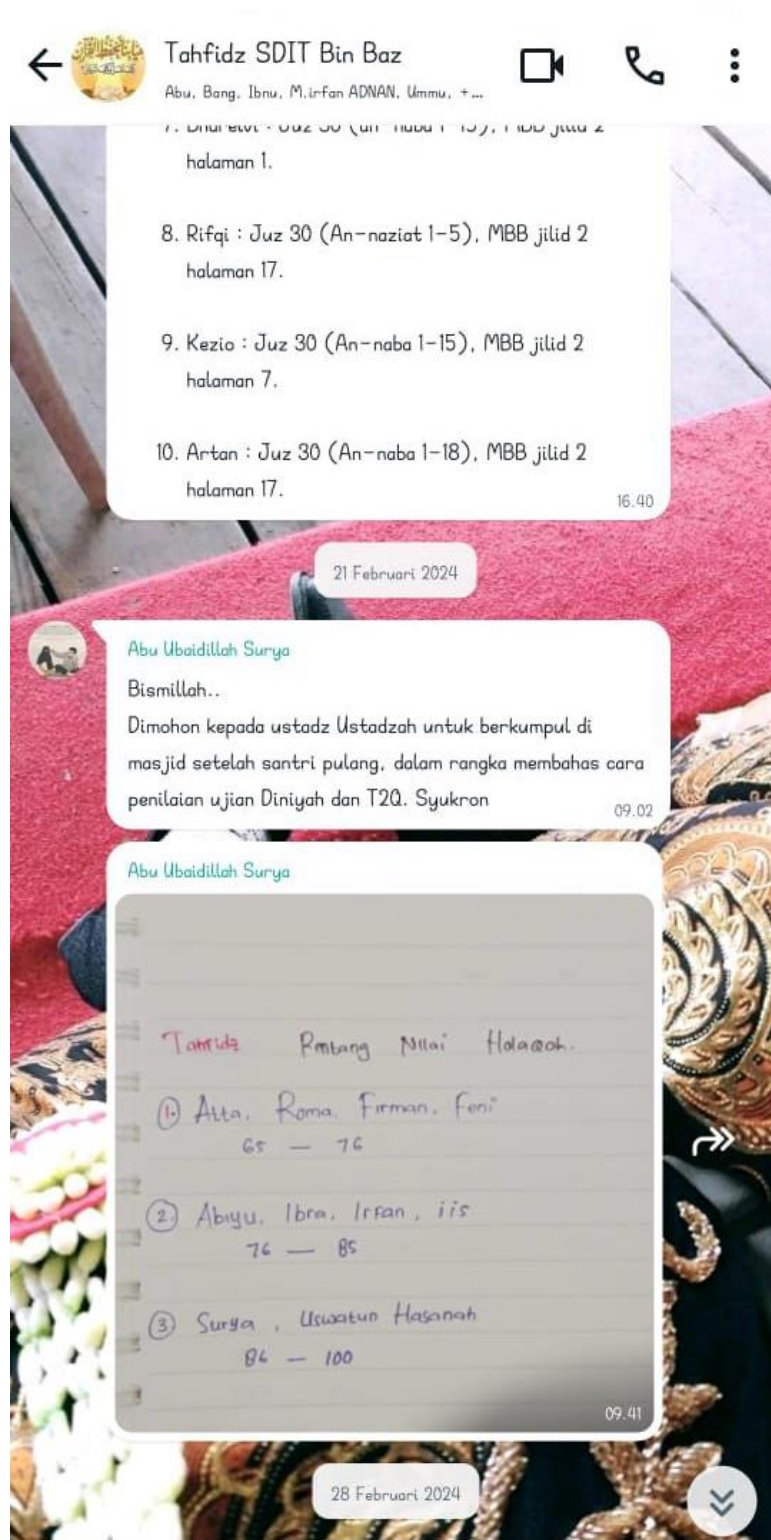 Tahfidz SDIT Bin Baz
Abu, Bang, Ibnu, M.irfan ADNAN, Ummu, +...
halaman 1.
8. Rifqi : Juz 30 (An-naziat 1-5), MBB jilid 2
halaman 17.
9. Kezio : Juz 30 (An-naba 1-15), MBB jilid 2
halaman 7.
10. Artan : Juz 30 (An-naba 1-18), MBB jilid 2
halaman 17.
16.40
21 Februari 2024
Abu Ubaidillah Surya
Bismillah..
Dimohon kepada ustadz Ustadzah untuk berkumpul di
masjid setelah santri pulang, dalam rangka membahas cara
penilaian ujian Diniyah dan T2Q. Syukron
09.02
Abu Ubaidillah Surya
Tahfidz Rntang Nilai Halaqoh.
1. Atta, Roma, Firman, Feni
65 — 76
2. Abiyu, Ibra, Irfan, iis
76 — 85
3 Surya, Uswatun Hasanah
86 — 100
09.41
28 Februari 2024